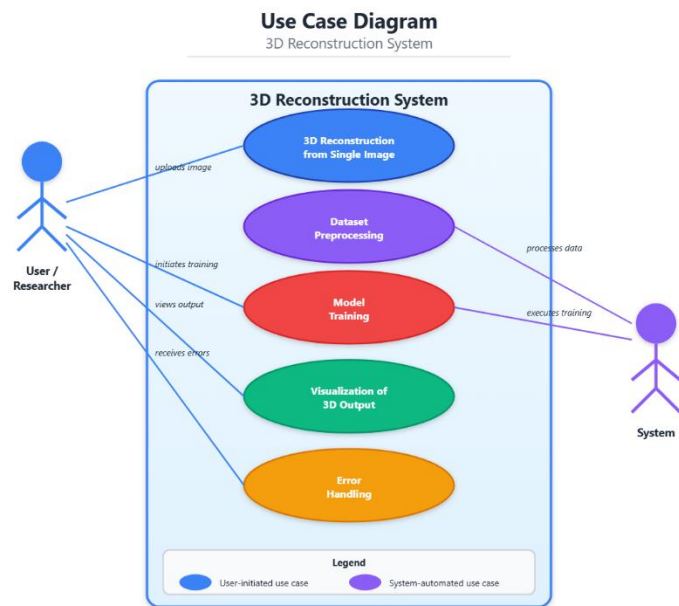 Use Case Diagram
3D Reconstruction System
3D Reconstruction System
3D Reconstruction
from Single Image
uploads image
Dataset
Preprocessing
processes data
User /
Researcher
initiates training
Model
Training
views output
executes training
receives errors
Visualization of
3D Output
System
Error
Handling
Legend
User-initiated use case
System-automated use case